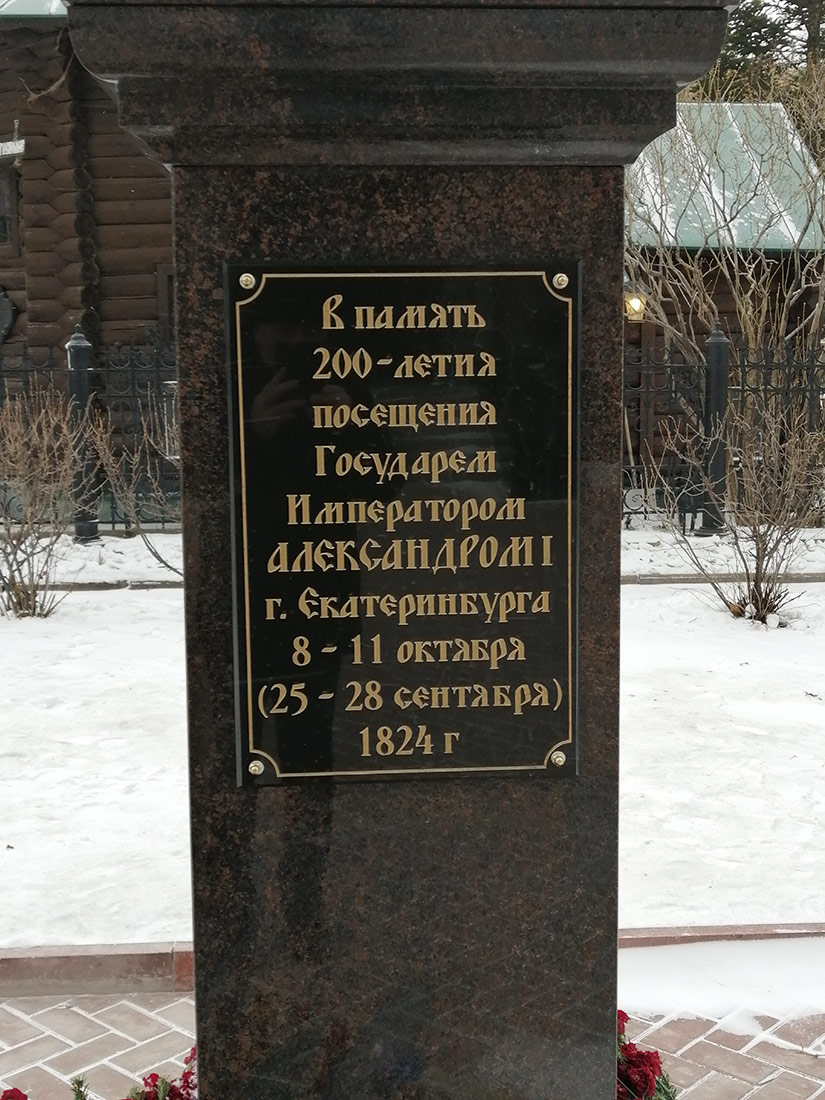 В память
200-летия
посещения
Государем
Императором
АЛЕКСАНДРОМ I
г. Екатеринбурга
8 - 11 октября
(25 - 28 сентября)
1824 г